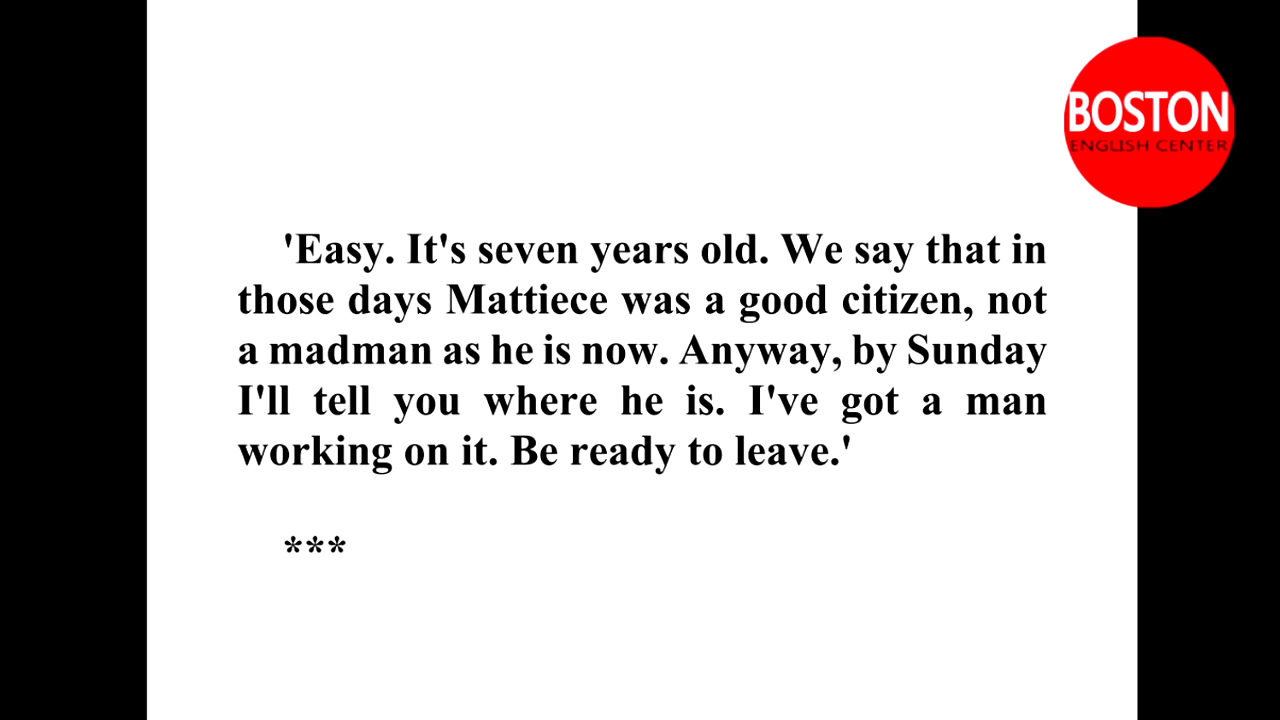 BOSTON
ENGLISH CENTER
'Easy. It's seven years old. We say that in
those days Mattiece was a good citizen, not
a madman as he is now. Anyway, by Sunday
I'll tell you where he is. I've got a man
working on it. Be ready to leave.'
***